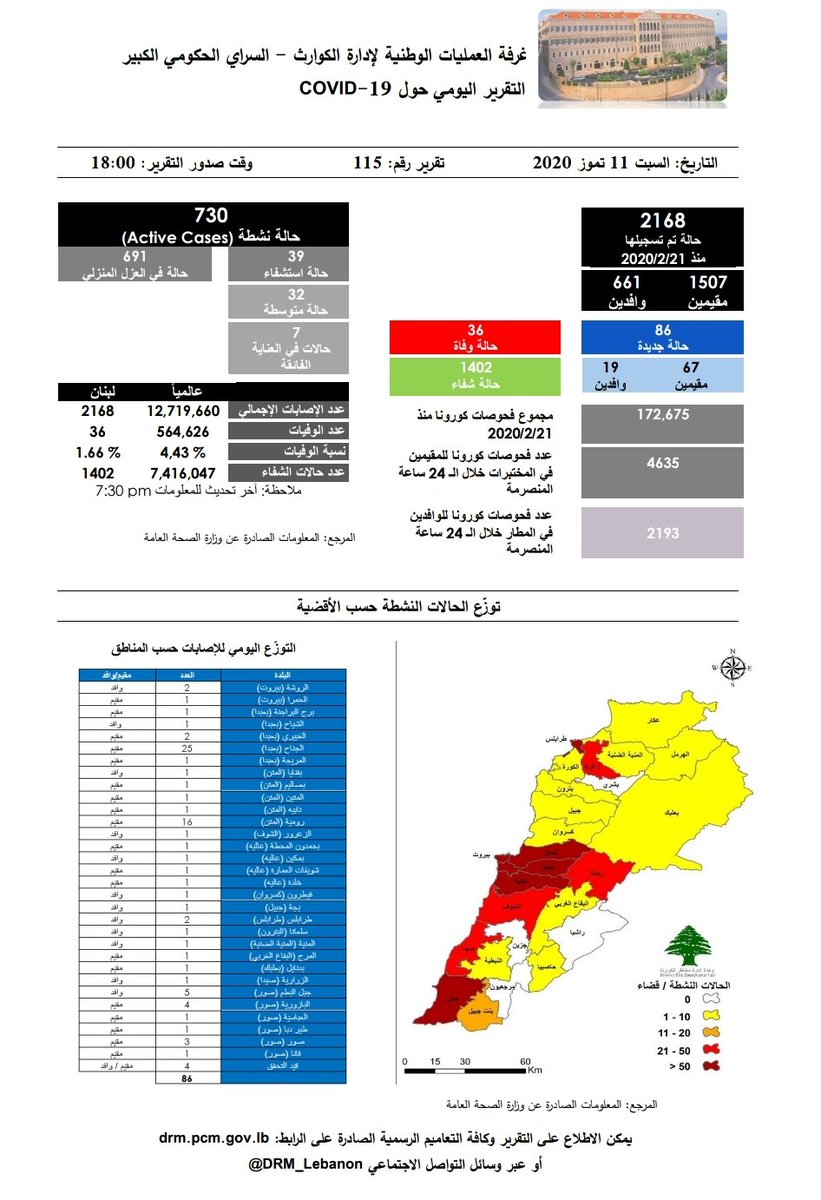 غرفة العمليات الوطنية لإدارة الكوارث – السراي الحكومي الكبير
التقرير اليومي حول COVID-19
التاريخ: السبت 11 تموز 2020
تقرير رقم: 115
وقت صدور التقرير: 18:00
2168
حالة تم تسجيلها
منذ 2020/2/21
1507
مقيمين
661
وافدين
86
حالة جديدة
67
مقيمين
19
وافدين
36
حالة وفاة
1402
حالة شفاء
730
حالة نشطة (Active Cases)
39
حالة استشفاء
691
حالة في العزل المنزلي
32
حالة متوسطة
7
حالات في العناية
الفائقة
عالمياً لبنان
عدد الإصابات الإجمالي 12,719,660 2168
عدد الوفيات 564,626 36
نسبة الوفيات 4,43 % 1.66 %
عدد حالات الشفاء 7,416,047 1402
ملاحظة: آخر تحديث للمعلومات 7:30 pm
المرجع: المعلومات الصادرة عن وزارة الصحة العامة
مجموع فحوصات كورونا منذ
2020/2/21
172,675
عدد فحوصات كورونا للمقيمين
في المختبرات خلال الـ 24 ساعة
المنصرمة
4635
عدد فحوصات كورونا للوافدين
في المطار خلال الـ 24 ساعة
المنصرمة
2193
توزّع الحالات النشطة حسب الأقضية
التوزّع اليومي للإصابات حسب المناطق
البلدة العدد مقيم/وافد
الروشة (بيروت) 2 وافد
الحمرا (بيروت) 1 مقيم
برج البراجنة (بعبدا) 1 مقيم
الشياح (بعبدا) 1 وافد
الغبيري (بعبدا) 2 مقيم
الجناح (بعبدا) 25 مقيم
المريجة (بعبدا) 1 مقيم
بقنايا (المتن) 1 وافد
بصاليم (المتن) 1 مقيم
المتين (المتن) 1 مقيم
نابيه (المتن) 1 مقيم
رومية (المتن) 16 مقيم
الزعرور (الشوف) 1 وافد
بحمدون المحطة (عاليه) 1 مقيم
بمكين (عاليه) 1 وافد
شويفات العمارة (عاليه) 1 مقيم
خلدة (عاليه) 1 مقيم
فيطرون (كسروان) 1 وافد
بجة (جبيل) 1 وافد
طرابلس (طرابلس) 2 وافد
سلعاتا (البترون) 1 وافد
المنية (المنية الضنية) 1 وافد
المرج (البقاع الغربي) 1 مقيم
بدنايل (بعلبك) 1 وافد
الزرارية (صيدا) 1 وافد
جبل البطم (صور) 5 وافد
البازورية (صور) 4 مقيم
العباسية (صور) 1 مقيم
طير دبا (صور) 1 مقيم
صور (صور) 3 مقيم
قانا (صور) 1 مقيم
قيد التحقق 4 مقيم / وافد
86
N
W E
S
عكار
طرابلس
المنية الضنية
الهرمل
زغرتا
الكورة
بشري
بترون
جبيل
بعلبك
كسروان
بيروت
زحلة
الشوف
البقاع الغربي
راشيا
جزين
النبطية
حاصبيا
مرجعيون
بنت جبيل
وحدة إدارة مخاطر الكوارث
الحالات النشطة / قضاء
0
1 - 10
11 - 20
21 - 50
> 50
0 15 30 60
Km
المرجع: المعلومات الصادرة عن وزارة الصحة العامة
يمكن الاطلاع على التقرير وكافة التعاميم الرسمية الصادرة على الرابط: drm.pcm.gov.lb
أو عبر وسائل التواصل الاجتماعي @DRM_Lebanon